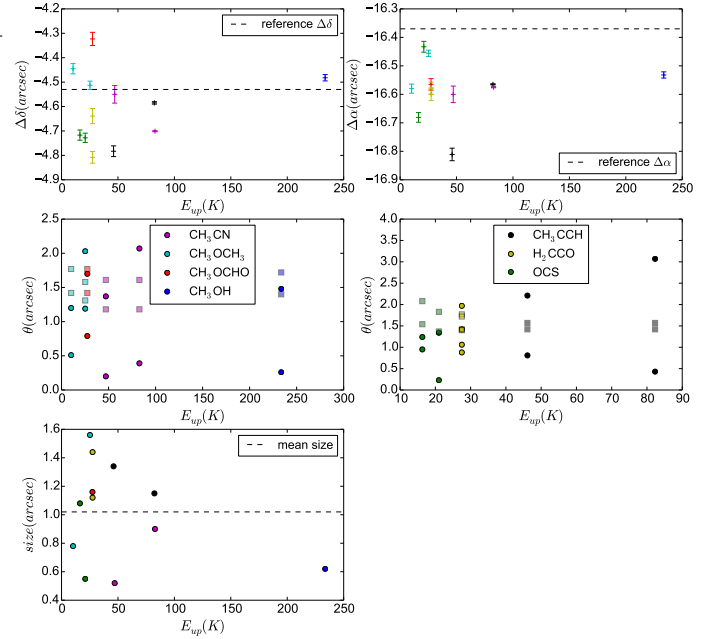 −4.2
−4.3
−4.4
−4.5
−4.6
−4.7
−4.8
−4.9
0 50 100 150 200 250
E_up(K)
Δδ(arcsec)
reference Δδ
−16.3
−16.4
−16.5
−16.6
−16.7
−16.8
−16.9
0 50 100 150 200 250
E_up(K)
Δα(arcsec)
reference Δα
2.5
2.0
1.5
1.0
0.5
0.0
0 50 100 150 200 250 300
E_up(K)
θ(arcsec)
CH₃CN
CH₃OCH₃
CH₃OCHO
CH₃OH
4.0
3.5
3.0
2.5
2.0
1.5
1.0
0.5
0.0
10 20 30 40 50 60 70 80 90
E_up(K)
θ(arcsec)
CH₃CCH
H₂CCO
OCS
1.6
1.4
1.2
1.0
0.8
0.6
0.4
0 50 100 150 200 250
E_up(K)
size(arcsec)
mean size